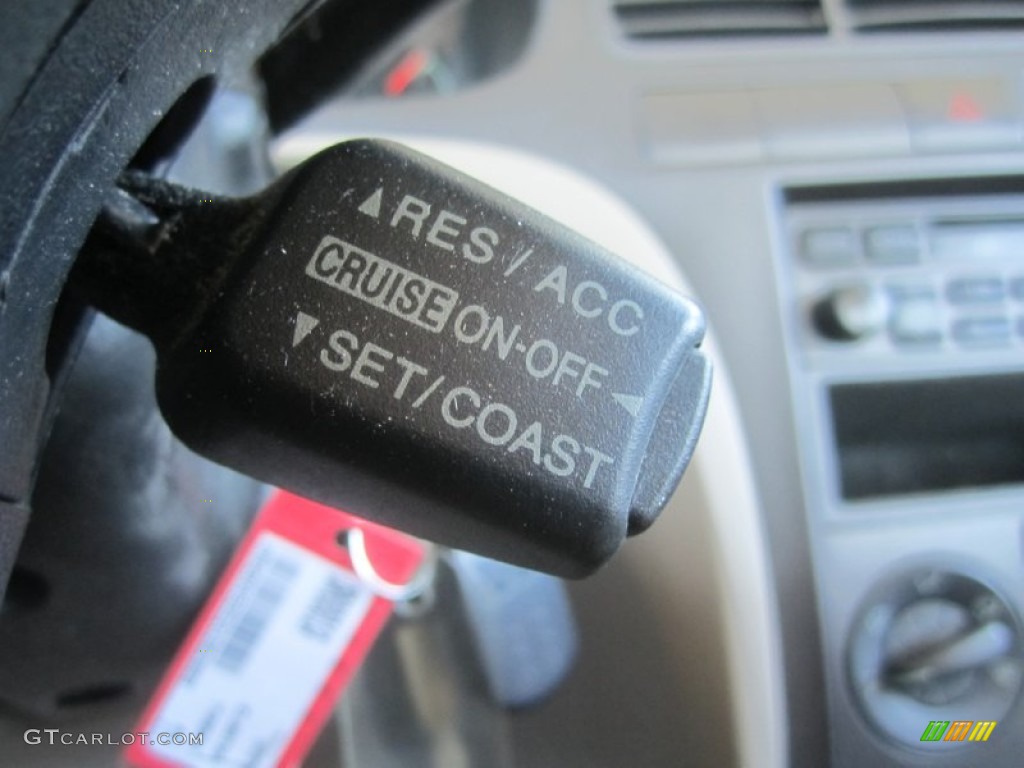 ▲RES/ACC
CRUISE ON-OFF ◀
▼SET/COAST
GTCARLOT.COM